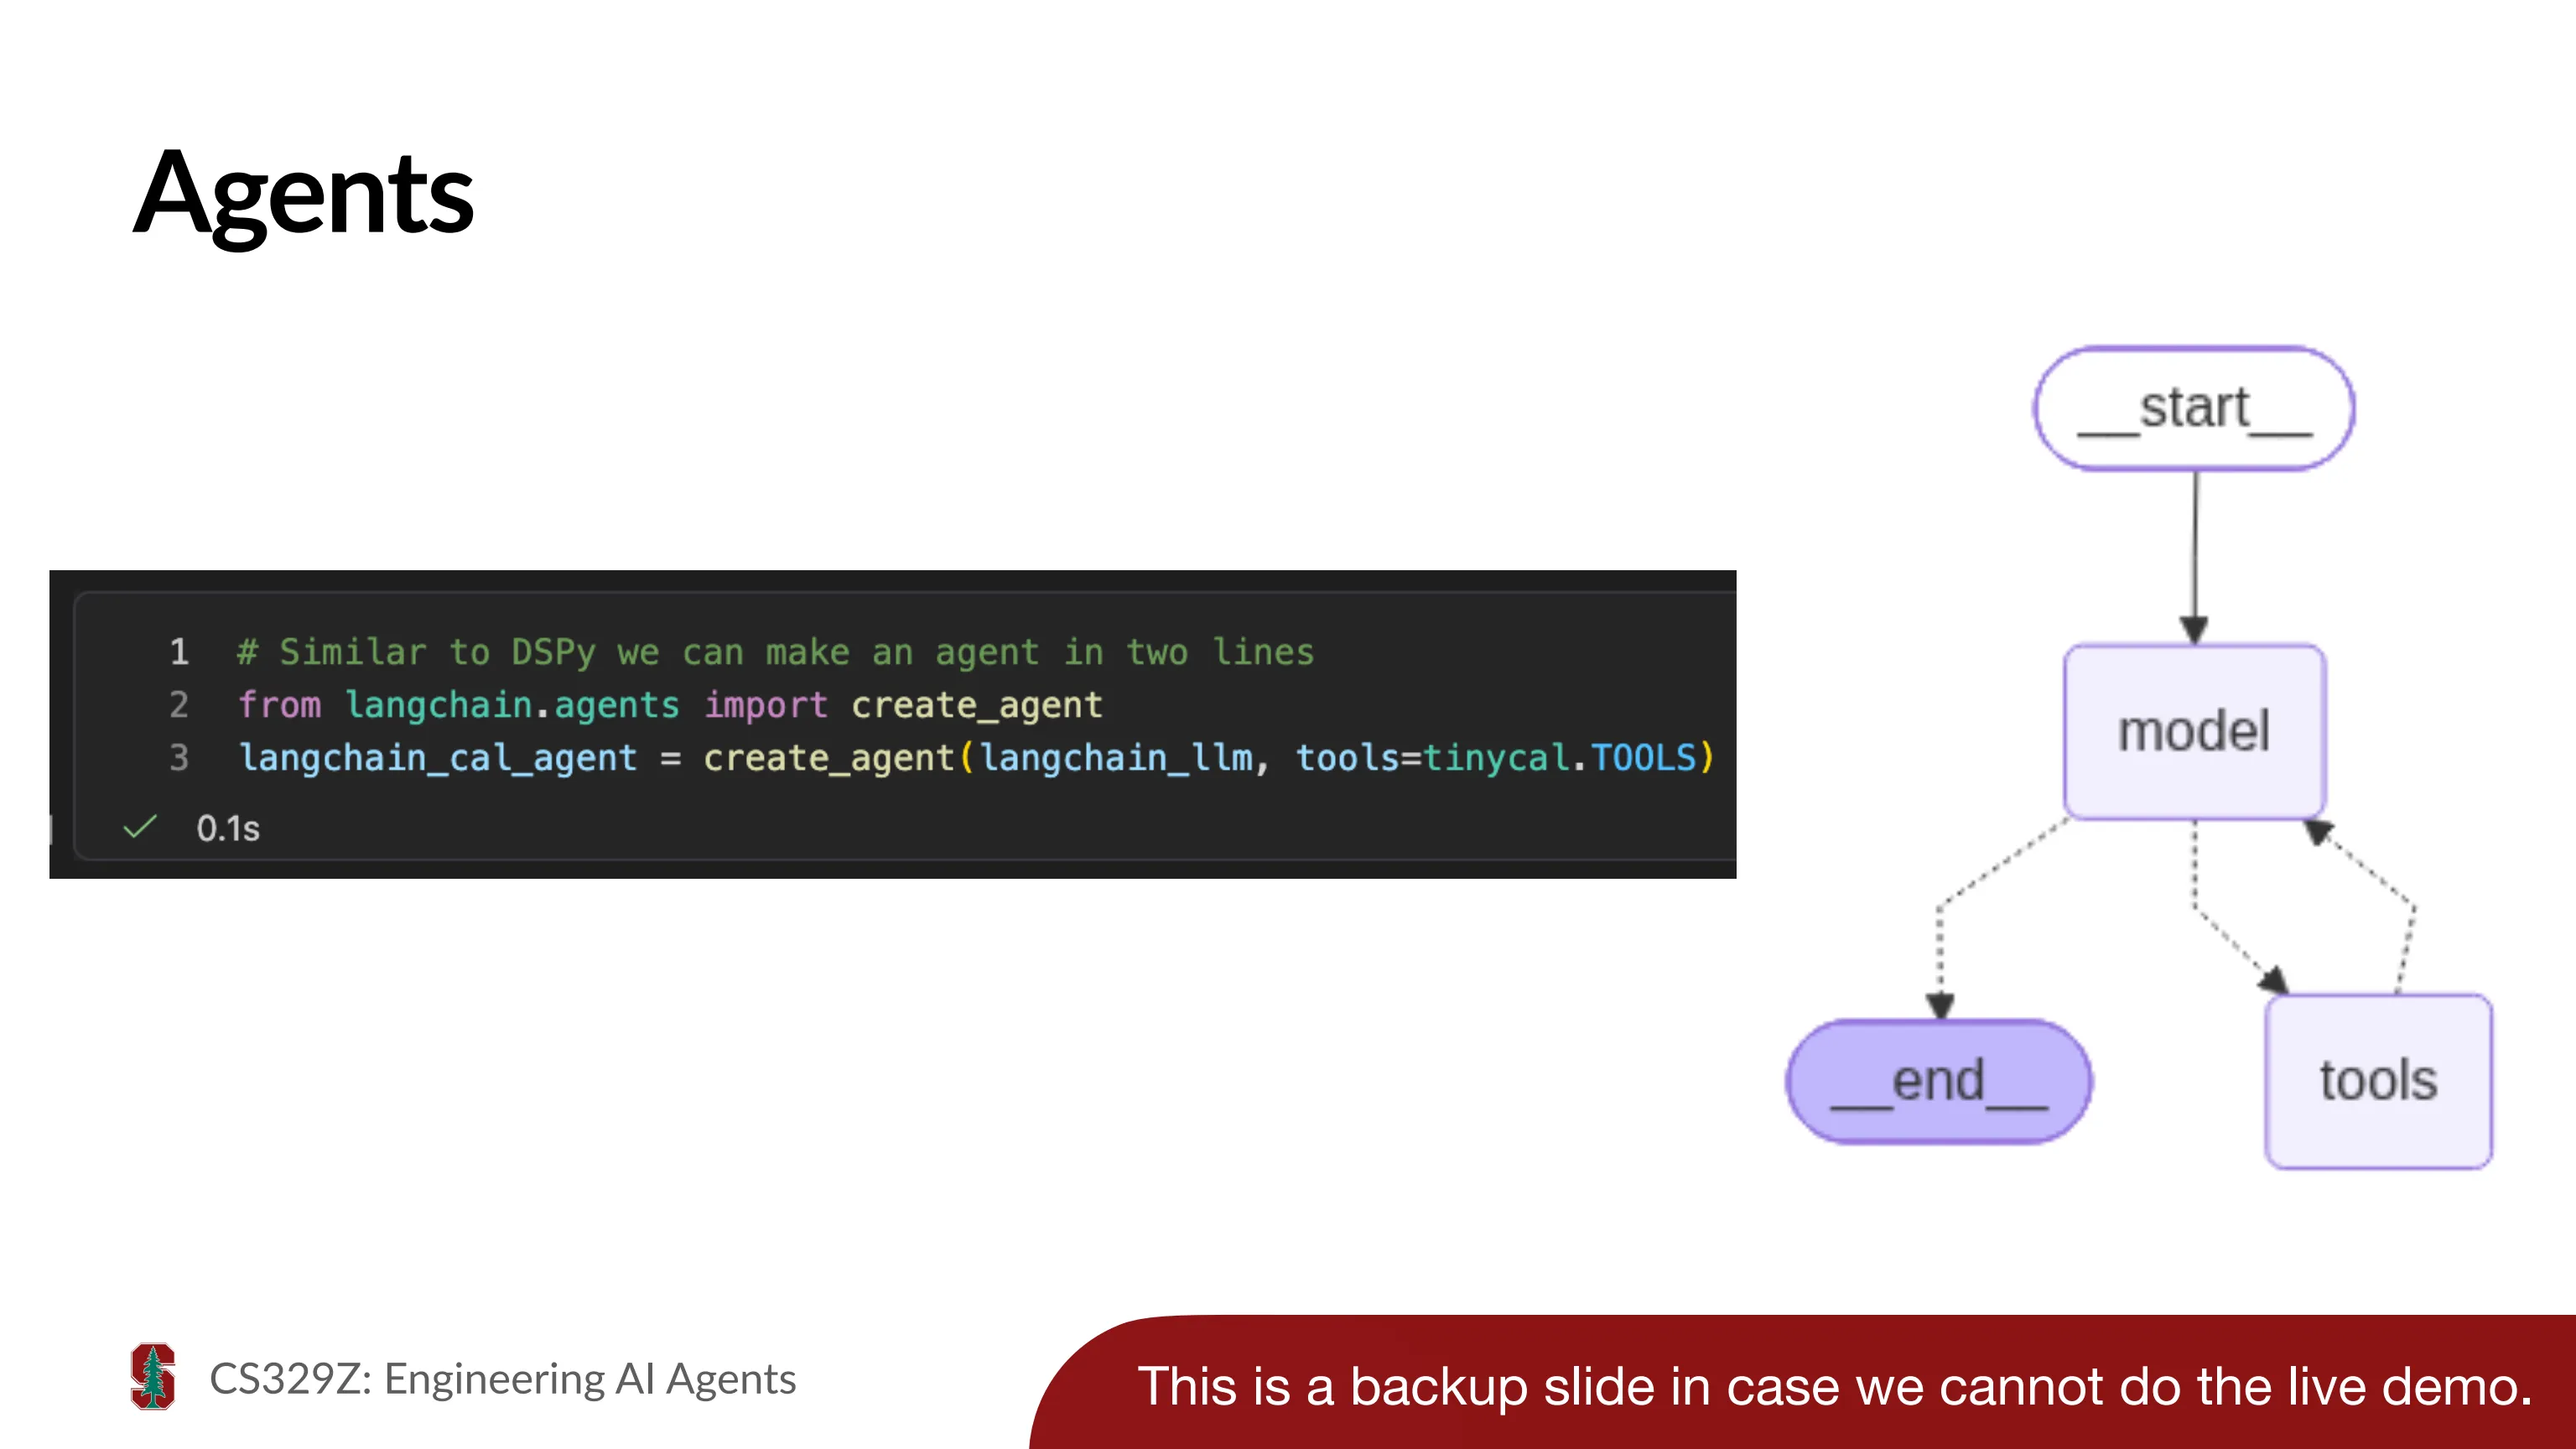 Agents
1 # Similar to DSPy we can make an agent in two lines
2 from langchain.agents import create_agent
3 langchain_cal_agent = create_agent(langchain_llm, tools=tinycal.TOOLS)
0.1s
__start__
model
__end__
tools
CS329Z: Engineering AI Agents
This is a backup slide in case we cannot do the live demo.